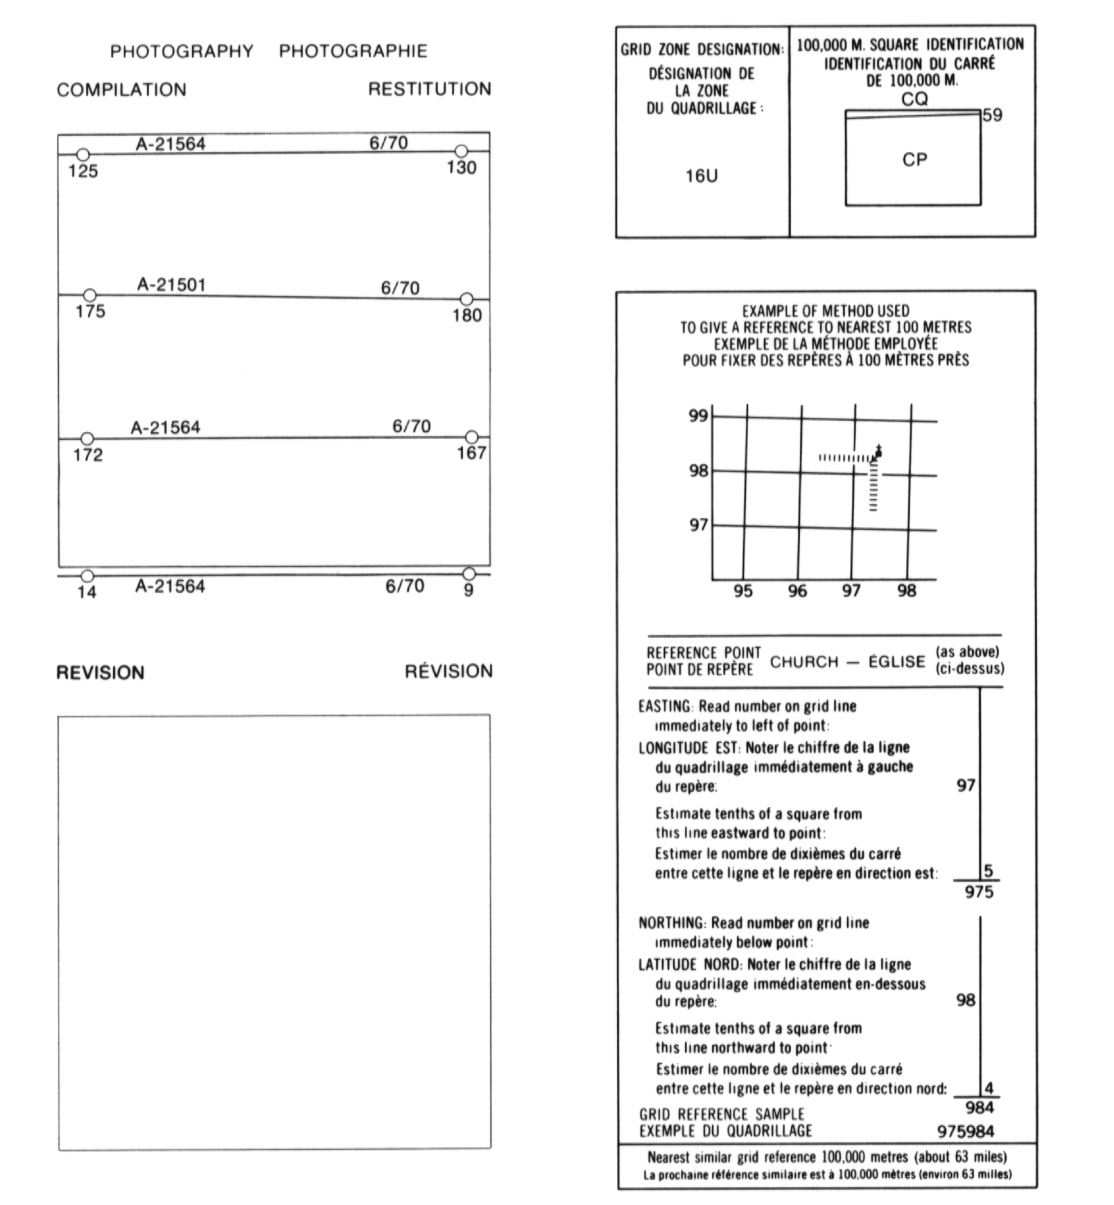 PHOTOGRAPHY PHOTOGRAPHIE
COMPILATION RESTITUTION
A-21564 6/70
125 130
A-21501 6/70
175 180
A-21564 6/70
172 167
A-21564 6/70
14 9
REVISION RÉVISION
GRID ZONE DESIGNATION:
DÉSIGNATION DE
LA ZONE
DU QUADRILLAGE :
16U
100,000 M. SQUARE IDENTIFICATION
IDENTIFICATION DU CARRÉ
DE 100,000 M.
CQ
59
CP
EXAMPLE OF METHOD USED
TO GIVE A REFERENCE TO NEAREST 100 METRES
EXEMPLE DE LA MÉTHODE EMPLOYÉE
POUR FIXER DES REPÈRES À 100 MÈTRES PRÈS
99
98
97
95 96 97 98
REFERENCE POINT
POINT DE REPÈRE
CHURCH — ÉGLISE
(as above)
(ci-dessus)
EASTING: Read number on grid line
immediately to left of point:
LONGITUDE EST: Noter le chiffre de la ligne
du quadrillage immédiatement à gauche
du repère: 97
Estimate tenths of a square from
this line eastward to point:
Estimer le nombre de dixièmes du carré
entre cette ligne et le repère en direction est: 5
975
NORTHING: Read number on grid line
immediately below point:
LATITUDE NORD: Noter le chiffre de la ligne
du quadrillage immédiatement en-dessous
du repère: 98
Estimate tenths of a square from
this line northward to point·
Estimer le nombre de dixièmes du carré
entre cette ligne et le repère en direction nord: 4
GRID REFERENCE SAMPLE 984
EXEMPLE DU QUADRILLAGE 975984
Nearest similar grid reference 100,000 metres (about 63 miles)
La prochaine référence similaire est à 100,000 mètres (environ 63 milles)